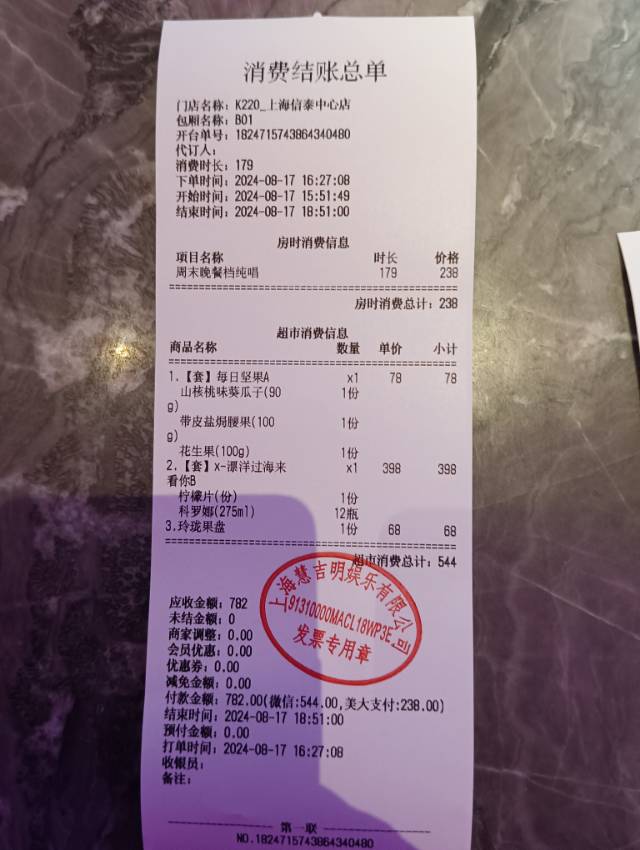 消费结账总单
门店名称：K220_上海信泰中心店
包厢名称：B01
开台单号：1824715743864340480
代订人：
消费时长：179
下单时间：2024-08-17 16:27:08
开始时间：2024-08-17 15:51:49
结束时间：2024-08-17 18:51:00
房时消费信息
项目名称 时长 价格
周末晚餐档纯唱 179 238
房时消费总计：238
超市消费信息
商品名称 数量 单价 小计
1.【套】每日坚果A x1 78 78
山核桃味葵瓜子(90 1份
g)
带皮盐焗腰果(100 1份
g)
花生果(100g) 1份
2.【套】x-漂洋过海来 x1 398 398
看你B
柠檬片(份) 1份
科罗娜(275ml) 12瓶
3.玲珑果盘 1份 68 68
超市消费总计：544
上海慧吉明娱乐有限公司
91310000MACL18WP3E
发票专用章
应收金额：782
未结金额：0
商家调整：0.00
会员优惠：0.00
优惠券：0.00
减免金额：0.00
付款金额：782.00(微信:544.00,美大支付:238.00)
结束时间：2024-08-17 18:51:00
预付金额：0.00
打单时间：2024-08-17 16:27:08
收银员：
备注：
第一联
NO.1824715743864340480